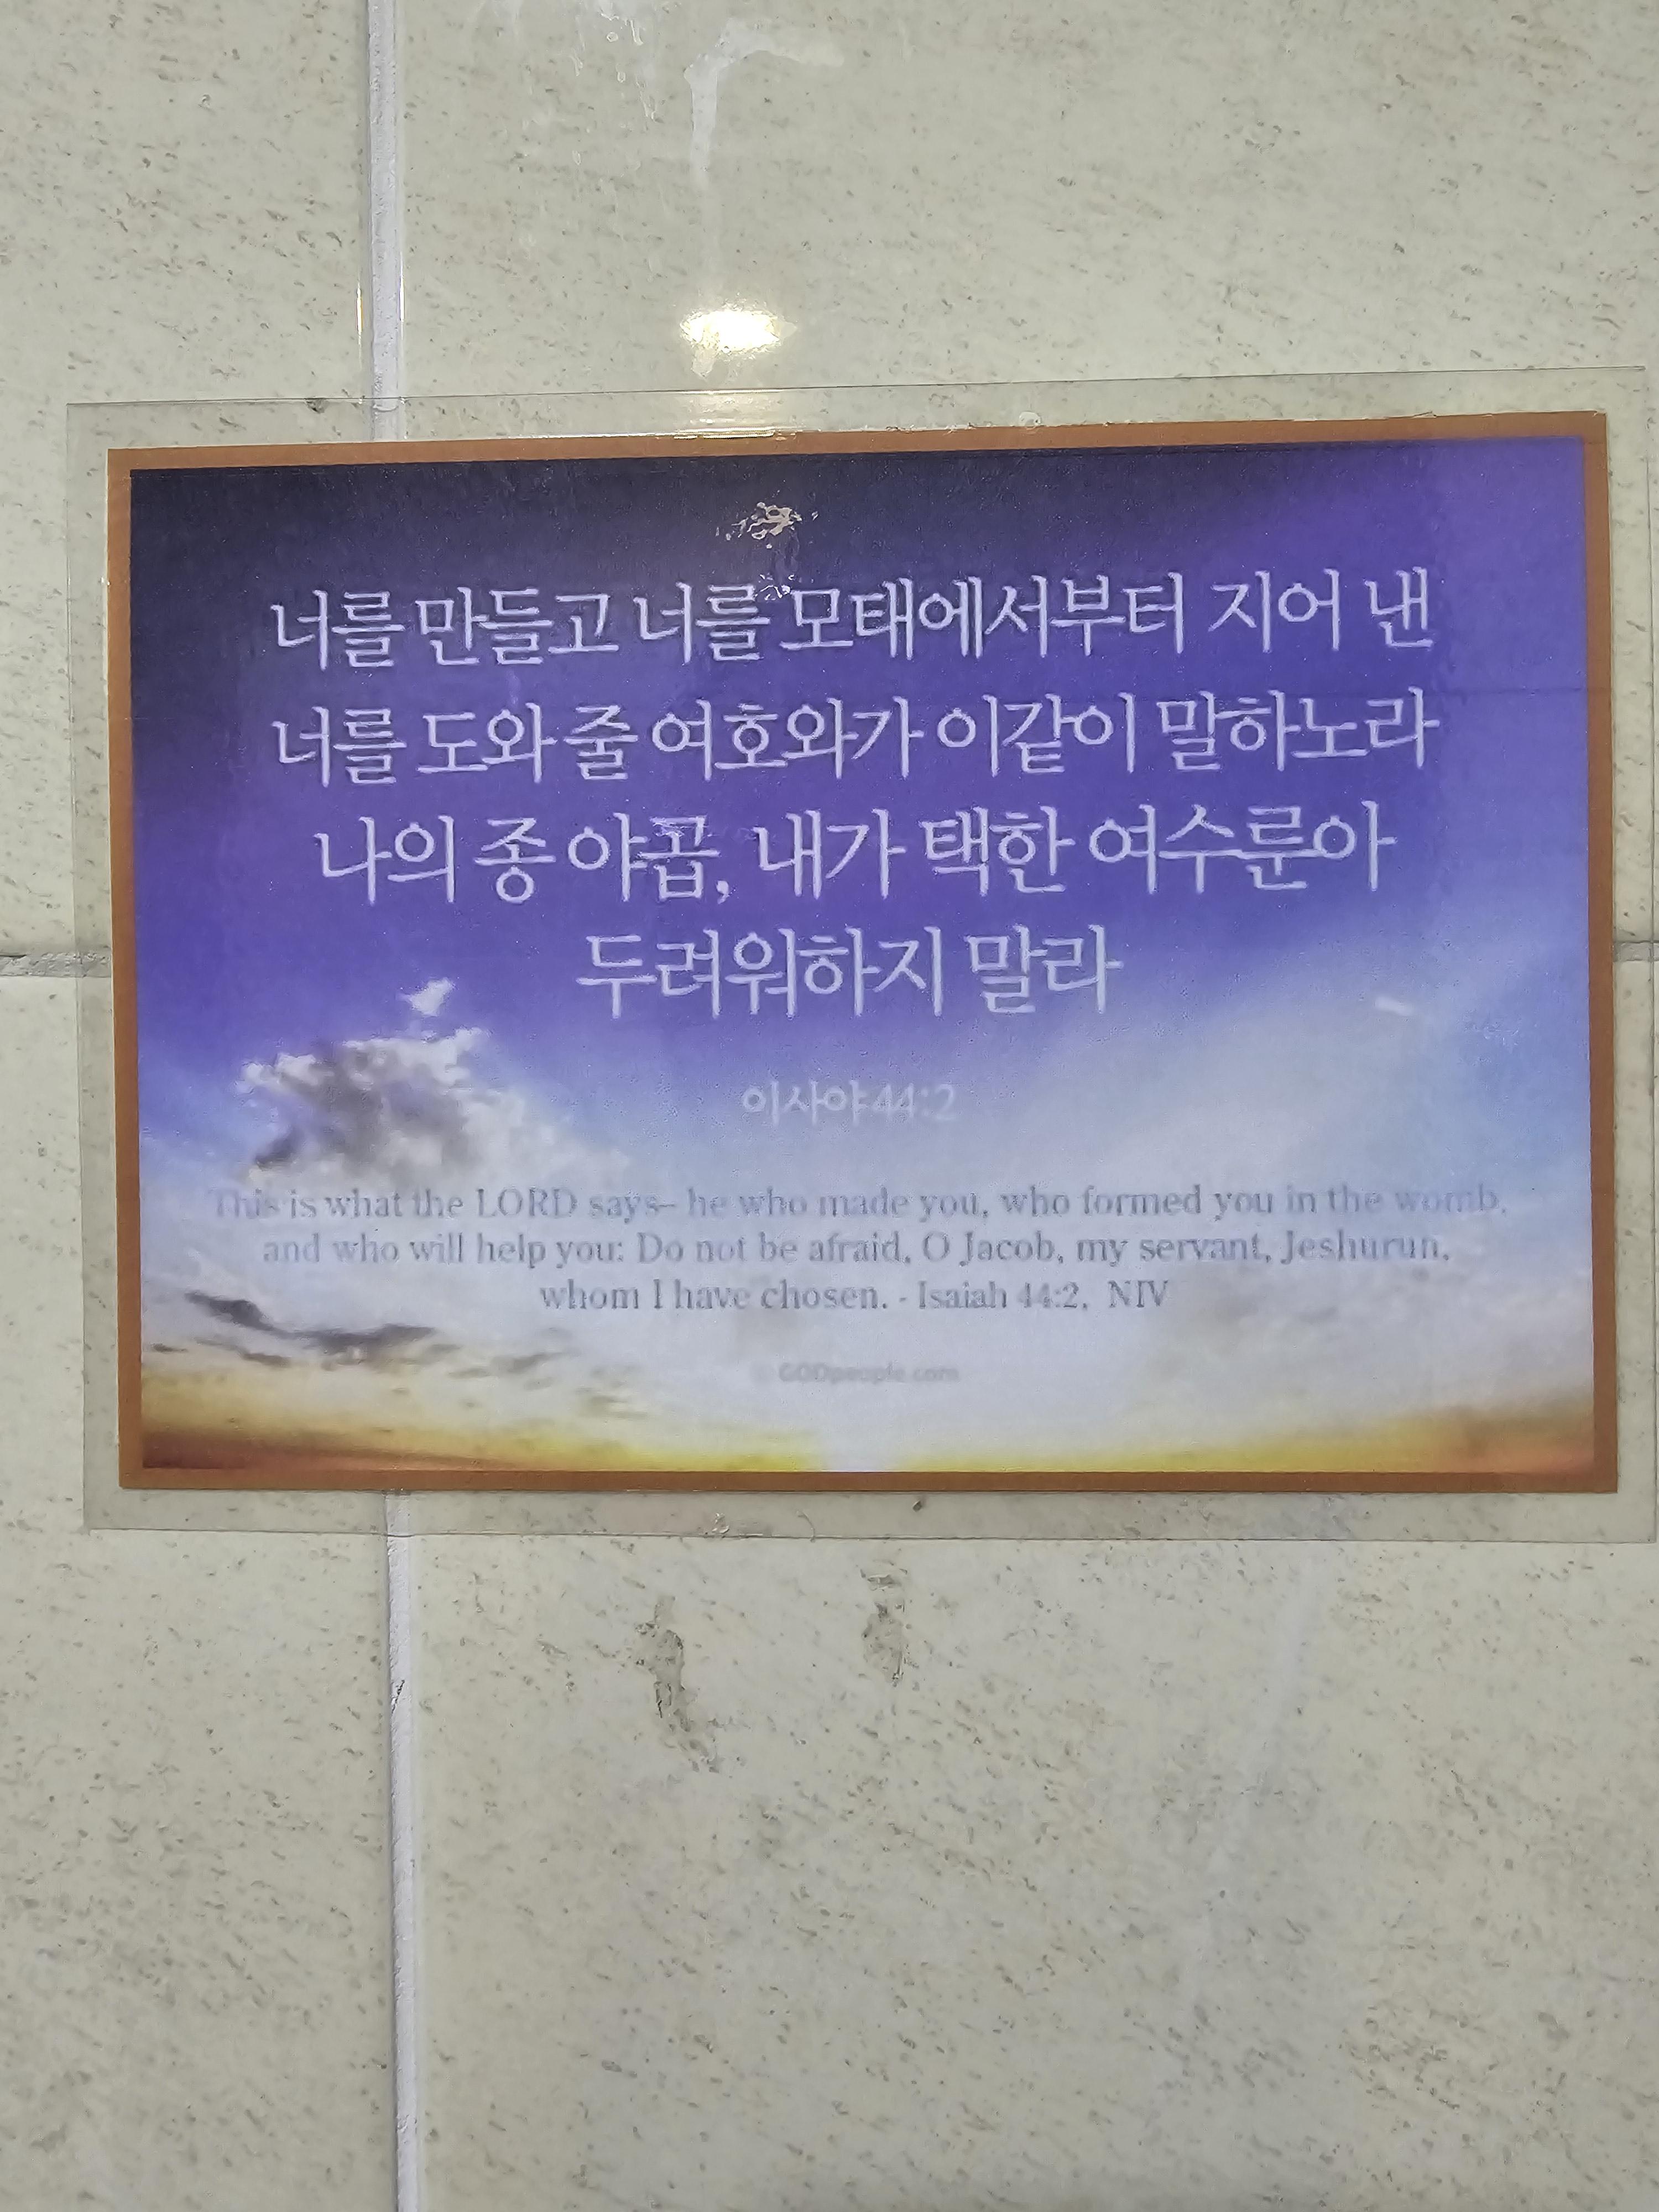 너를 만들고 너를 모태에서부터 지어 낸
너를 도와 줄 여호와가 이같이 말하노라
나의 종 야곱, 내가 택한 여수룬아
두려워하지 말라
이사야 44:2
This is what the LORD says– he who made you, who formed you in the womb,
and who will help you: Do not be afraid, O Jacob, my servant, Jeshurun,
whom I have chosen. - Isaiah 44:2, NIV
© GODpeople.com